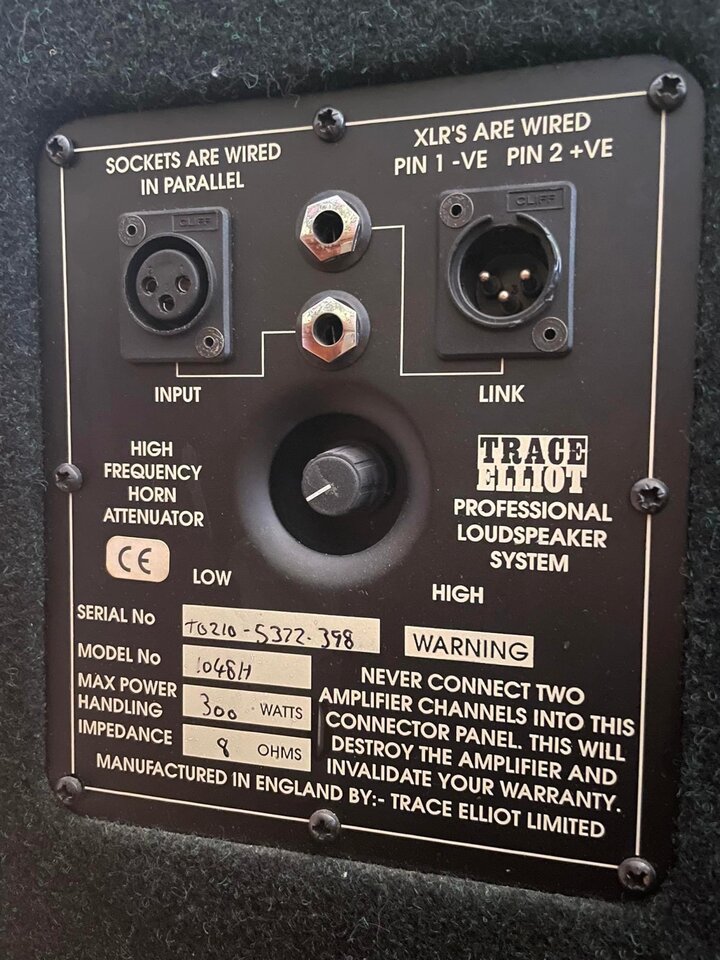 SOCKETS ARE WIRED
IN PARALLEL
XLR'S ARE WIRED
PIN 1 -VE PIN 2 +VE
CLIFF
CLIFF
INPUT
LINK
HIGH
FREQUENCY
HORN
ATTENUATOR
TRACE
ELLIOT
PROFESSIONAL
LOUDSPEAKER
SYSTEM
CE
LOW
HIGH
SERIAL No
MODEL No 1048H
MAX POWER
HANDLING 300 WATTS
IMPEDANCE 8 OHMS
WARNING
NEVER CONNECT TWO
AMPLIFIER CHANNELS INTO THIS
CONNECTOR PANEL. THIS WILL
DESTROY THE AMPLIFIER AND
INVALIDATE YOUR WARRANTY.
MANUFACTURED IN ENGLAND BY:- TRACE ELLIOT LIMITED